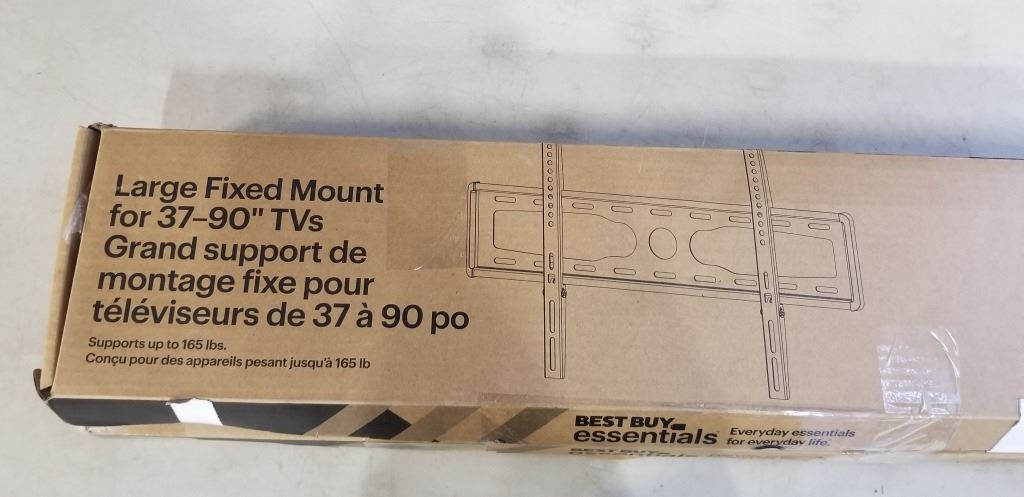 Large Fixed Mount
for 37–90" TVs
Grand support de
montage fixe pour
téléviseurs de 37 à 90 po
Supports up to 165 lbs.
Conçu pour des appareils pesant jusqu'à 165 lb
BEST BUY
essentials
Everyday essentials
for everyday life.
BEST BUY